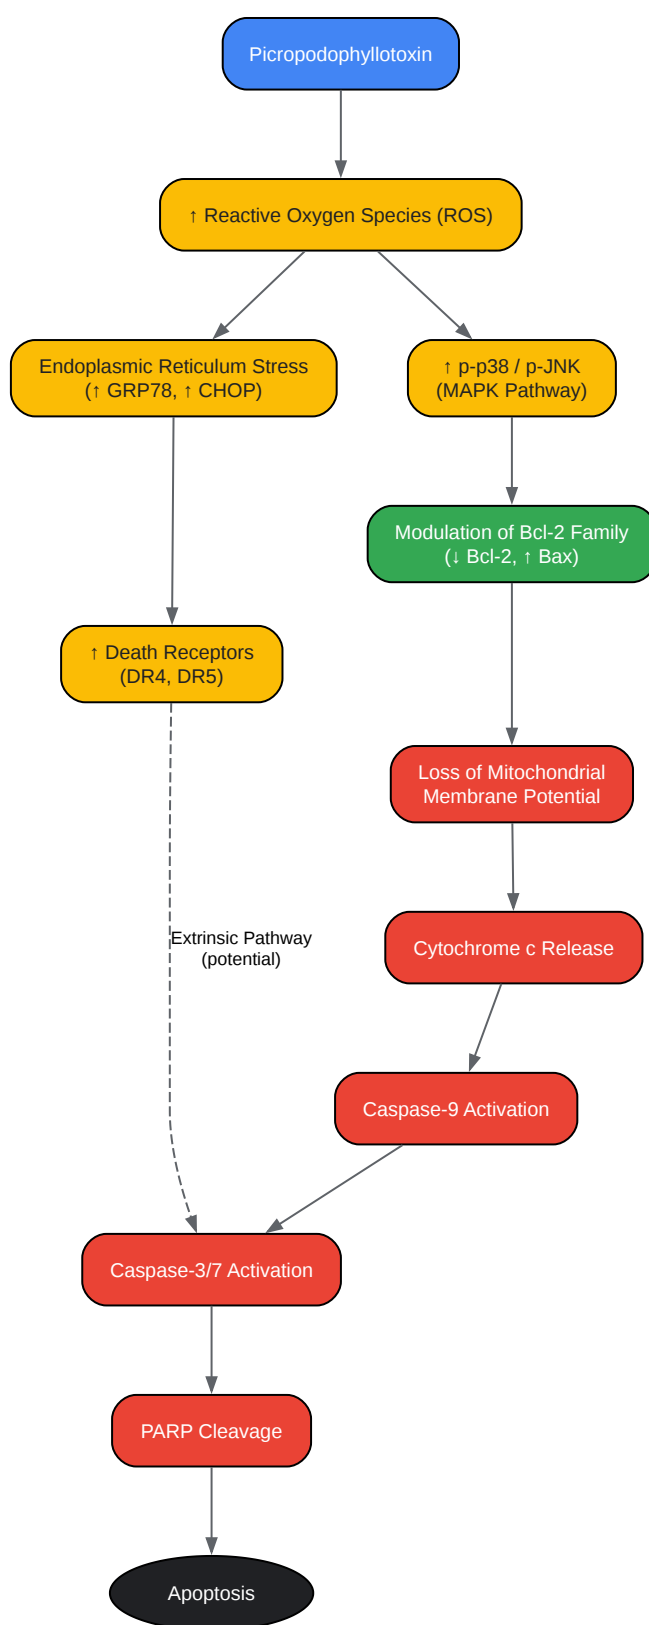 Picropodophyllotoxin
↑ Reactive Oxygen Species (ROS)
Endoplasmic Reticulum Stress
(↑ GRP78, ↑ CHOP)
↑ p-p38 / p-JNK
(MAPK Pathway)
Modulation of Bcl-2 Family
(↓ Bcl-2, ↑ Bax)
↑ Death Receptors
(DR4, DR5)
Loss of Mitochondrial
Membrane Potential
Extrinsic Pathway
(potential)
Cytochrome c Release
Caspase-9 Activation
Caspase-3/7 Activation
PARP Cleavage
Apoptosis